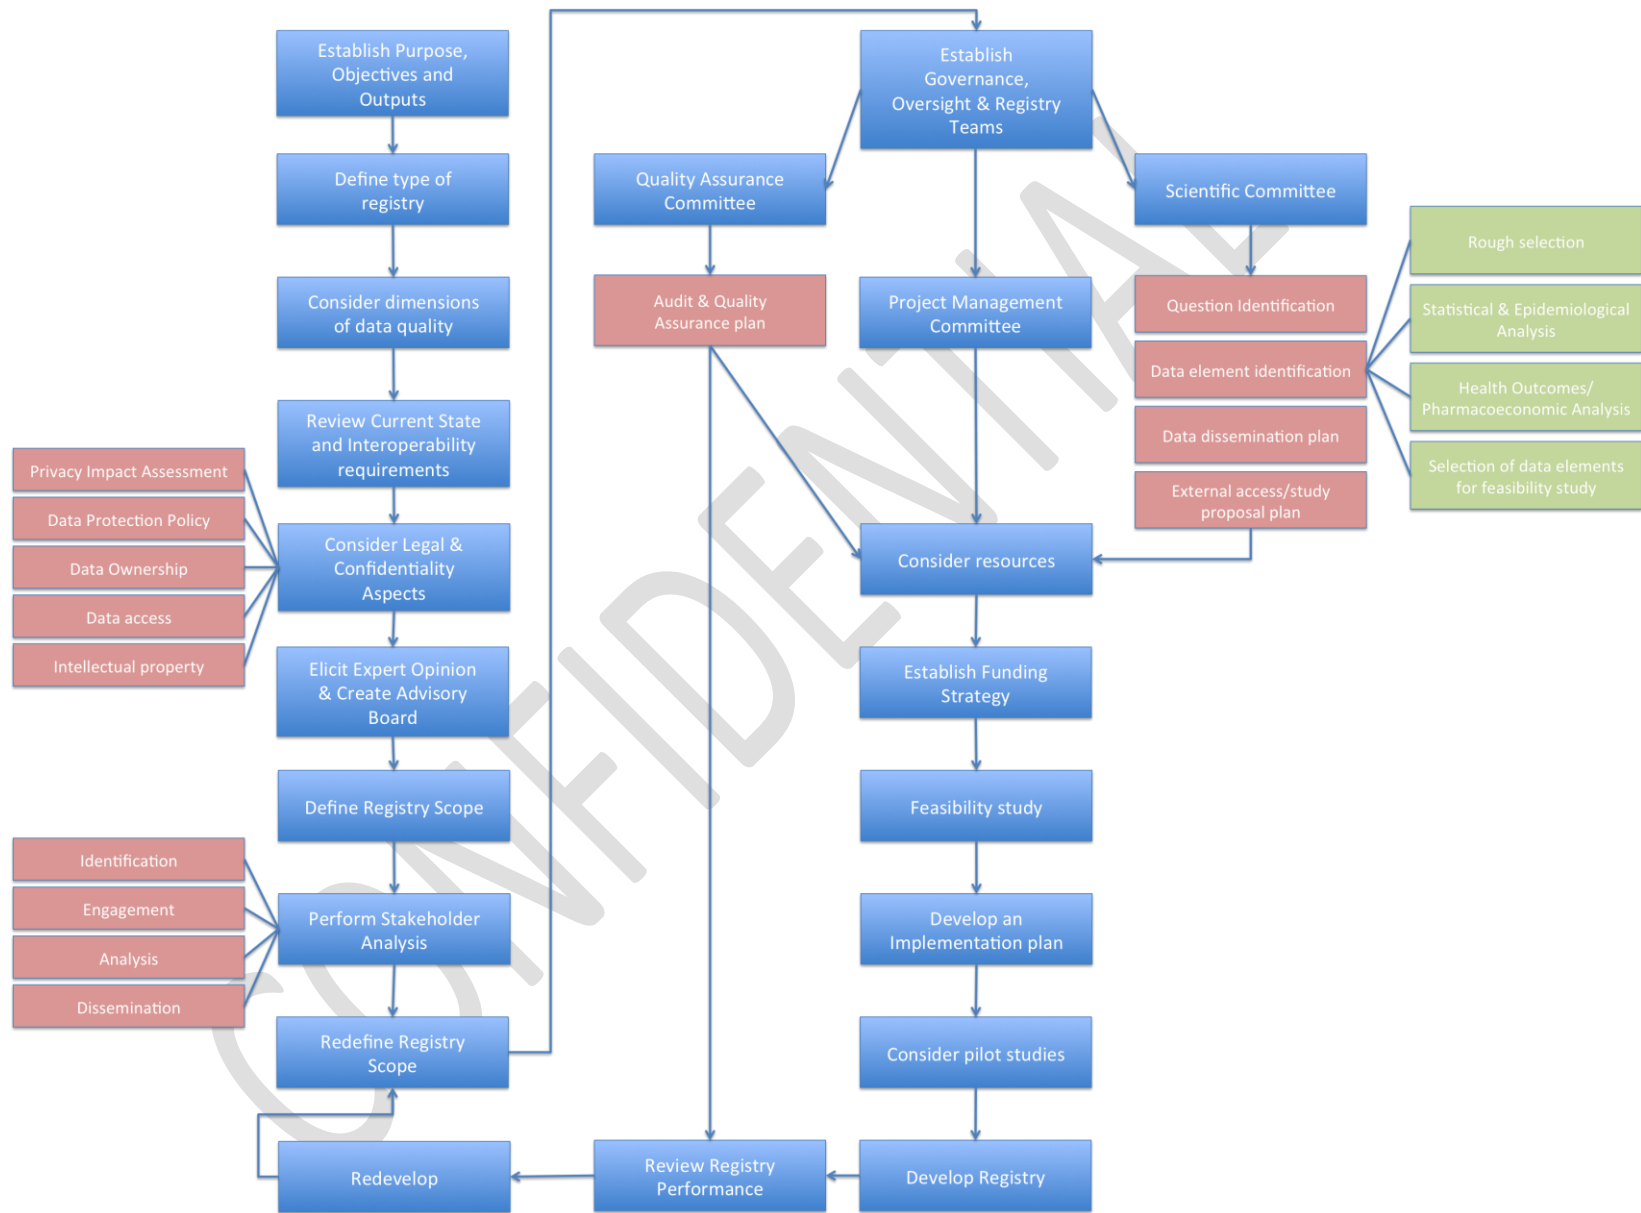 Establish Purpose,
Objectives and
Outputs
Define type of
registry
Consider dimensions
of data quality
Review Current State
and Interoperability
requirements
Privacy Impact Assessment
Data Protection Policy
Data Ownership
Data access
Intellectual property
Consider Legal &
Confidentiality
Aspects
Elicit Expert Opinion
& Create Advisory
Board
Define Registry Scope
Identification
Engagement
Analysis
Dissemination
Perform Stakeholder
Analysis
Redefine Registry
Scope
Redevelop
Establish
Governance,
Oversight & Registry
Teams
Quality Assurance
Committee
Audit & Quality
Assurance plan
Project Management
Committee
Scientific Committee
Question Identification
Data element identification
Data dissemination plan
External access/study
proposal plan
Rough selection
Statistical & Epidemiological
Analysis
Health Outcomes/
Pharmacoeconomic Analysis
Selection of data elements
for feasibility study
Consider resources
Establish Funding
Strategy
Feasibility study
Develop an
Implementation plan
Consider pilot studies
Develop Registry
Review Registry
Performance
CONFIDENTIAL